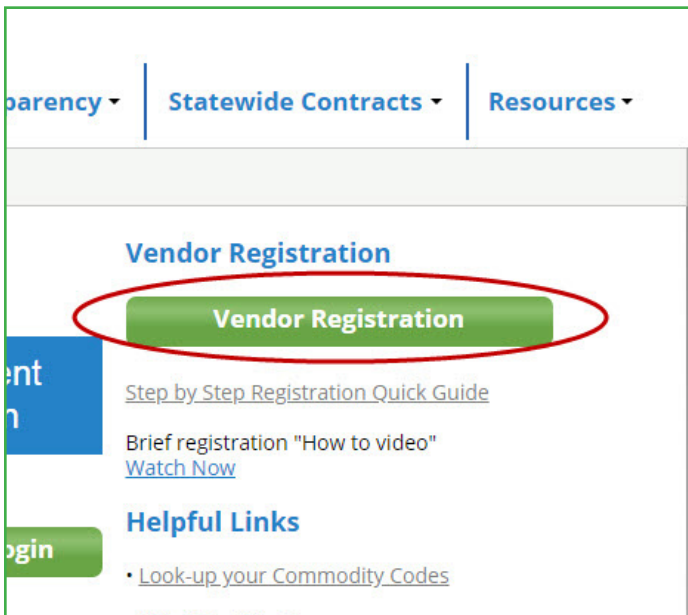 Statewide Contracts
Resources
Vendor Registration
Vendor Registration
Step by Step Registration Quick Guide
Brief registration "How to video"
Watch Now
Helpful Links
• Look-up your Commodity Codes